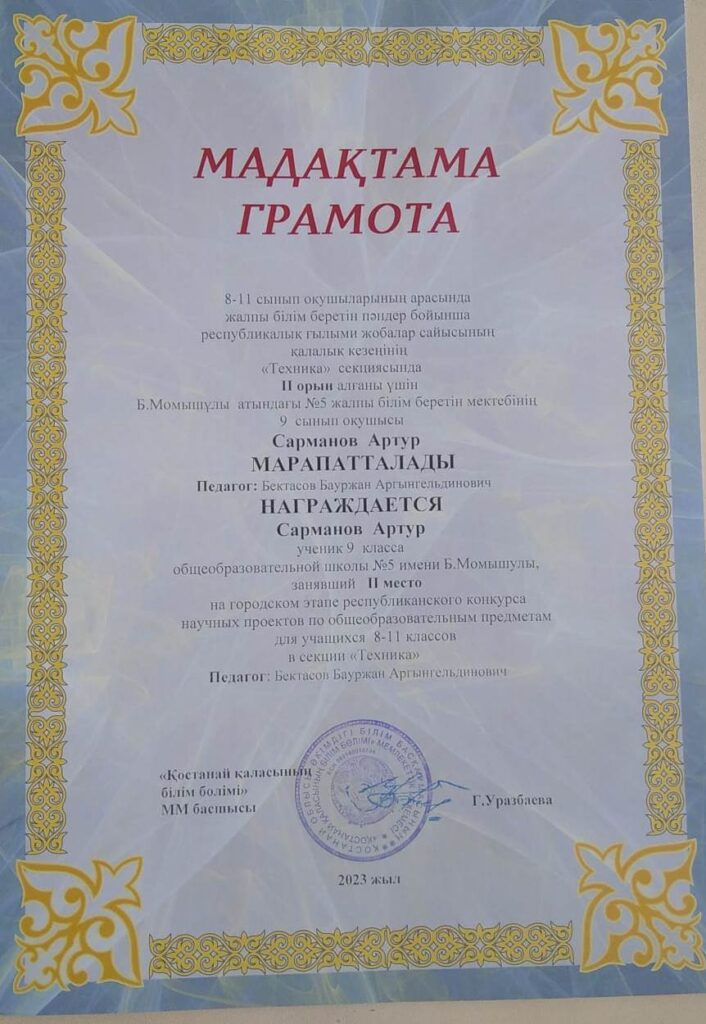 МАДАҚТАМА
ГРАМОТА
8-11 сынып оқушыларының арасында
жалпы білім беретін пәндер бойынша
республикалық ғылыми жобалар сайысының
қалалық кезеңінің
«Техника» секциясында
II орын алғаны үшін
Б.Момышұлы атындағы №5 жалпы білім беретін мектебінің
9 сынып оқушысы
Сарманов Артур
МАРАПАТТАЛАДЫ
Педагог: Бектасов Бауржан Аргынгельдинович
НАГРАЖДАЕТСЯ
Сарманов Артур
ученик 9 класса
общеобразовательной школы №5 имени Б.Момышулы,
занявший II место
на городском этапе республиканского конкурса
научных проектов по общеобразовательным предметам
для учащихся 8-11 классов
в секции «Техника»
Педагог: Бектасов Бауржан Аргынгельдинович
«Қостанай қаласының
білім бөлімі»
ММ басшысы
Г.Уразбаева
2023 жыл